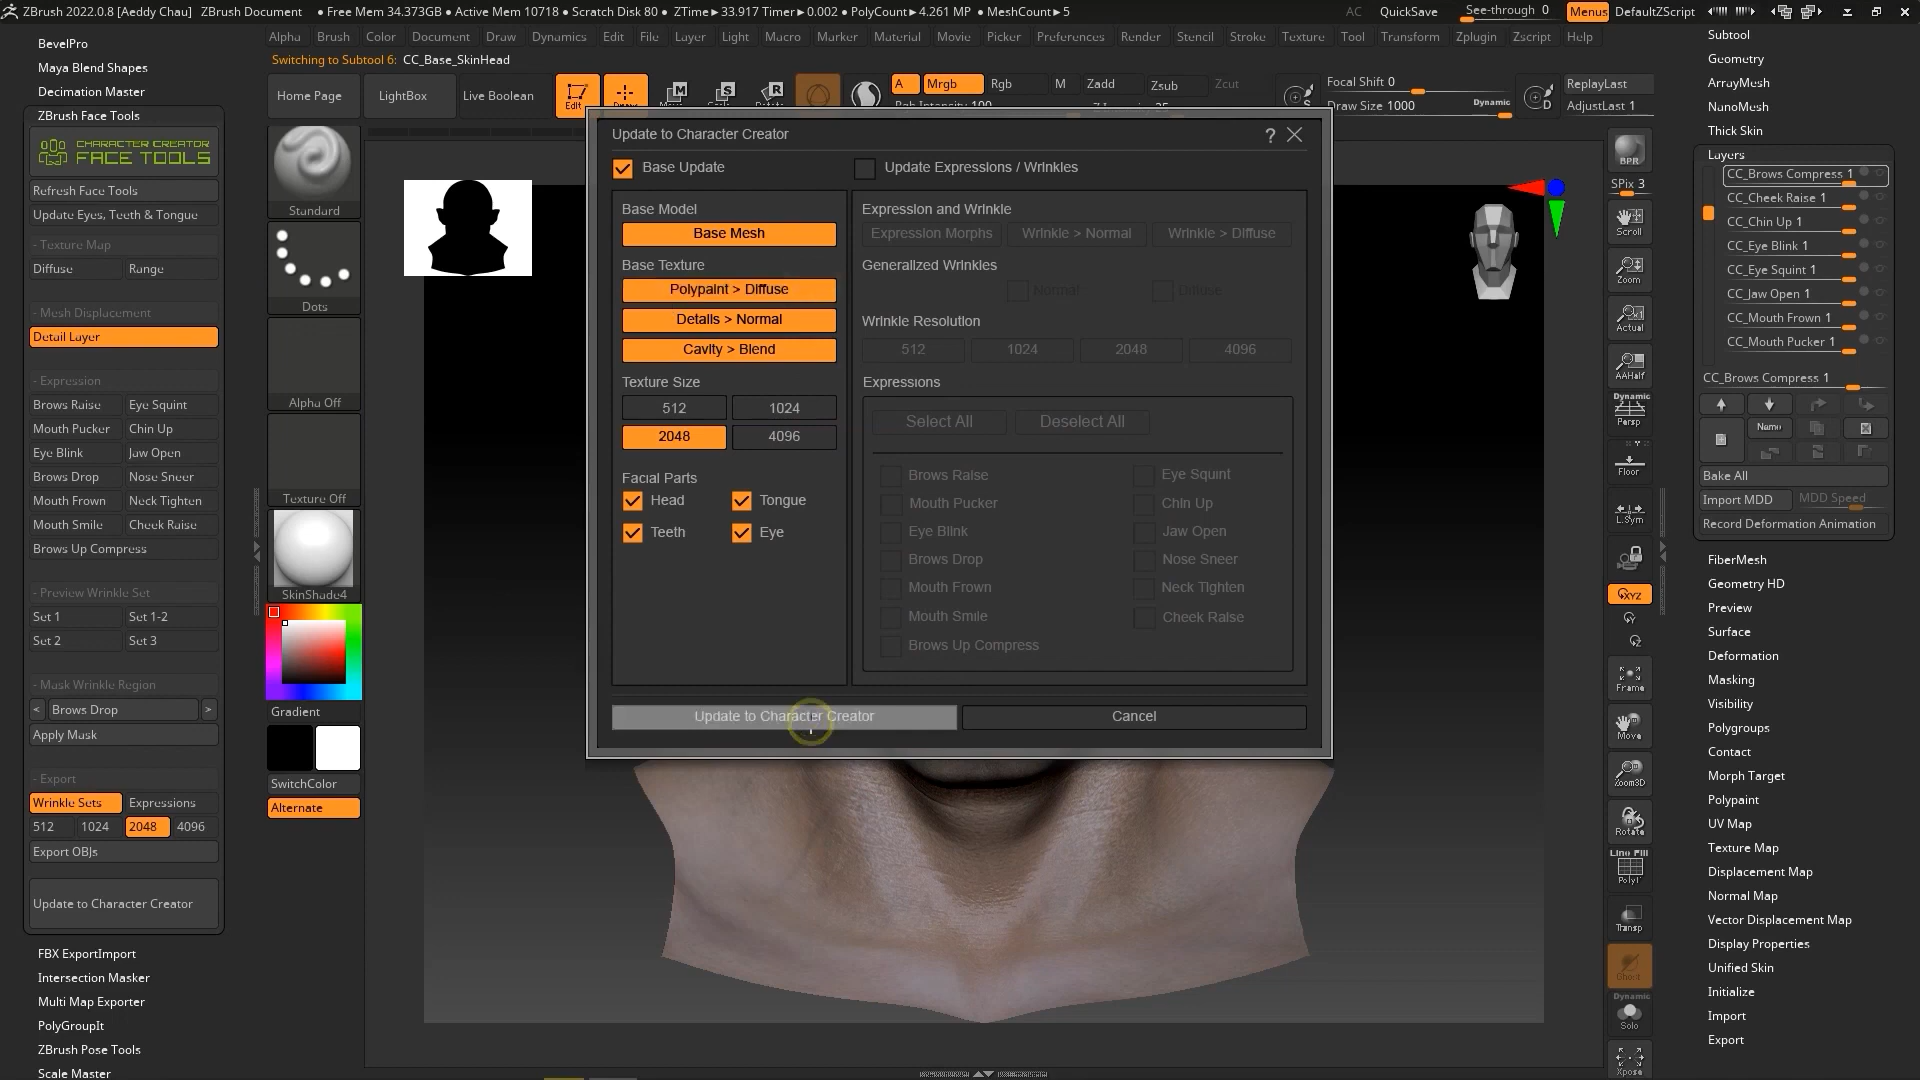 ZBrush 2022.0.8 [Aeddy Chau] ZBrush Document • Free Mem 34.373GB • Active Mem 10718 • Scratch Disk 80 • ZTime►33.917 Timer►0.002 • PolyCount►4.261 MP • MeshCount►5 AC QuickSave See-through 0 Menus DefaultZScript
Alpha Brush Color Document Draw Dynamics Edit File Layer Light Macro Marker Material Movie Picker Preferences Render Stencil Stroke Texture Tool Transform Zplugin Zscript Help
Switching to Subtool 6: CC_Base_SkinHead
Home Page LightBox Live Boolean Edit A Mrgb Rgb M Zadd Zsub Zcut
Focal Shift 0
Draw Size 1000 Dynamic
ReplayLast
AdjustLast 1
BevelPro
Maya Blend Shapes
Decimation Master
ZBrush Face Tools
CHARACTER CREATOR
FACE TOOLS
Refresh Face Tools
Update Eyes, Teeth & Tongue
- Texture Map
Diffuse Range
- Mesh Displacement
Detail Layer
- Expression
Brows Raise Eye Squint
Mouth Pucker Chin Up
Eye Blink Jaw Open
Brows Drop Nose Sneer
Mouth Frown Neck Tighten
Mouth Smile Cheek Raise
Brows Up Compress
- Preview Wrinkle Set
Set 1 Set 1-2
Set 2 Set 3
- Mask Wrinkle Region
< Brows Drop >
Apply Mask
- Export
Wrinkle Sets Expressions
512 1024 2048 4096
Export OBJs
Update to Character Creator
FBX ExportImport
Intersection Masker
Multi Map Exporter
PolyGroupIt
ZBrush Pose Tools
Scale Master
Standard
Dots
Alpha Off
Texture Off
SkinShade4
Gradient
SwitchColor
Alternate
Update to Character Creator ?
Base Update
Update Expressions / Wrinkles
Base Model
Base Mesh
Base Texture
Polypaint > Diffuse
Details > Normal
Cavity > Blend
Texture Size
512 1024
2048 4096
Facial Parts
Head Tongue
Teeth Eye
Expression and Wrinkle
Expression Morphs Wrinkle > Normal Wrinkle > Diffuse
Generalized Wrinkles
Normal Diffuse
Wrinkle Resolution
512 1024 2048 4096
Expressions
Select All Deselect All
Brows Raise Eye Squint
Mouth Pucker Chin Up
Eye Blink Jaw Open
Brows Drop Nose Sneer
Mouth Frown Neck Tighten
Mouth Smile Cheek Raise
Brows Up Compress
Update to Character Creator Cancel
BPR
SPix 3
Scroll
Zoom
Actual
AAHalf
Dynamic
Persp
Floor
L.Sym
XYZ
Frame
Move
Zoom3D
Rotate
Line Fill
PolyF
Transp
Ghost
Dynamic
Solo
Xpose
Subtool
Geometry
ArrayMesh
NanoMesh
Thick Skin
Layers
CC_Brows Compress 1
CC_Cheek Raise 1
CC_Chin Up 1
CC_Eye Blink 1
CC_Eye Squint 1
CC_Jaw Open 1
CC_Mouth Frown 1
CC_Mouth Pucker 1
CC_Brows Compress 1
Name
Bake All
Import MDD MDD Speed
Record Deformation Animation
FiberMesh
Geometry HD
Preview
Surface
Deformation
Masking
Visibility
Polygroups
Contact
Morph Target
Polypaint
UV Map
Texture Map
Displacement Map
Normal Map
Vector Displacement Map
Display Properties
Unified Skin
Initialize
Import
Export